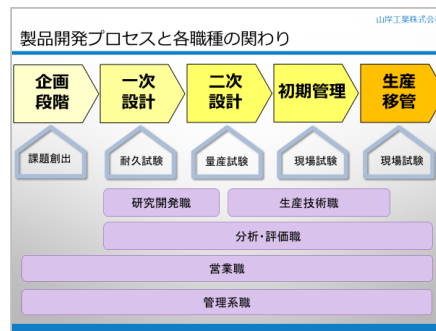 山岸工業株式会
製品開発プロセスと各職種の関わり
企画
段階
一次
設計
二次
設計
初期管理
生産
移管
課題創出
耐久試験
量産試験
現場試験
現場試験
研究開発職
生産技術職
分析・評価職
営業職
管理系職